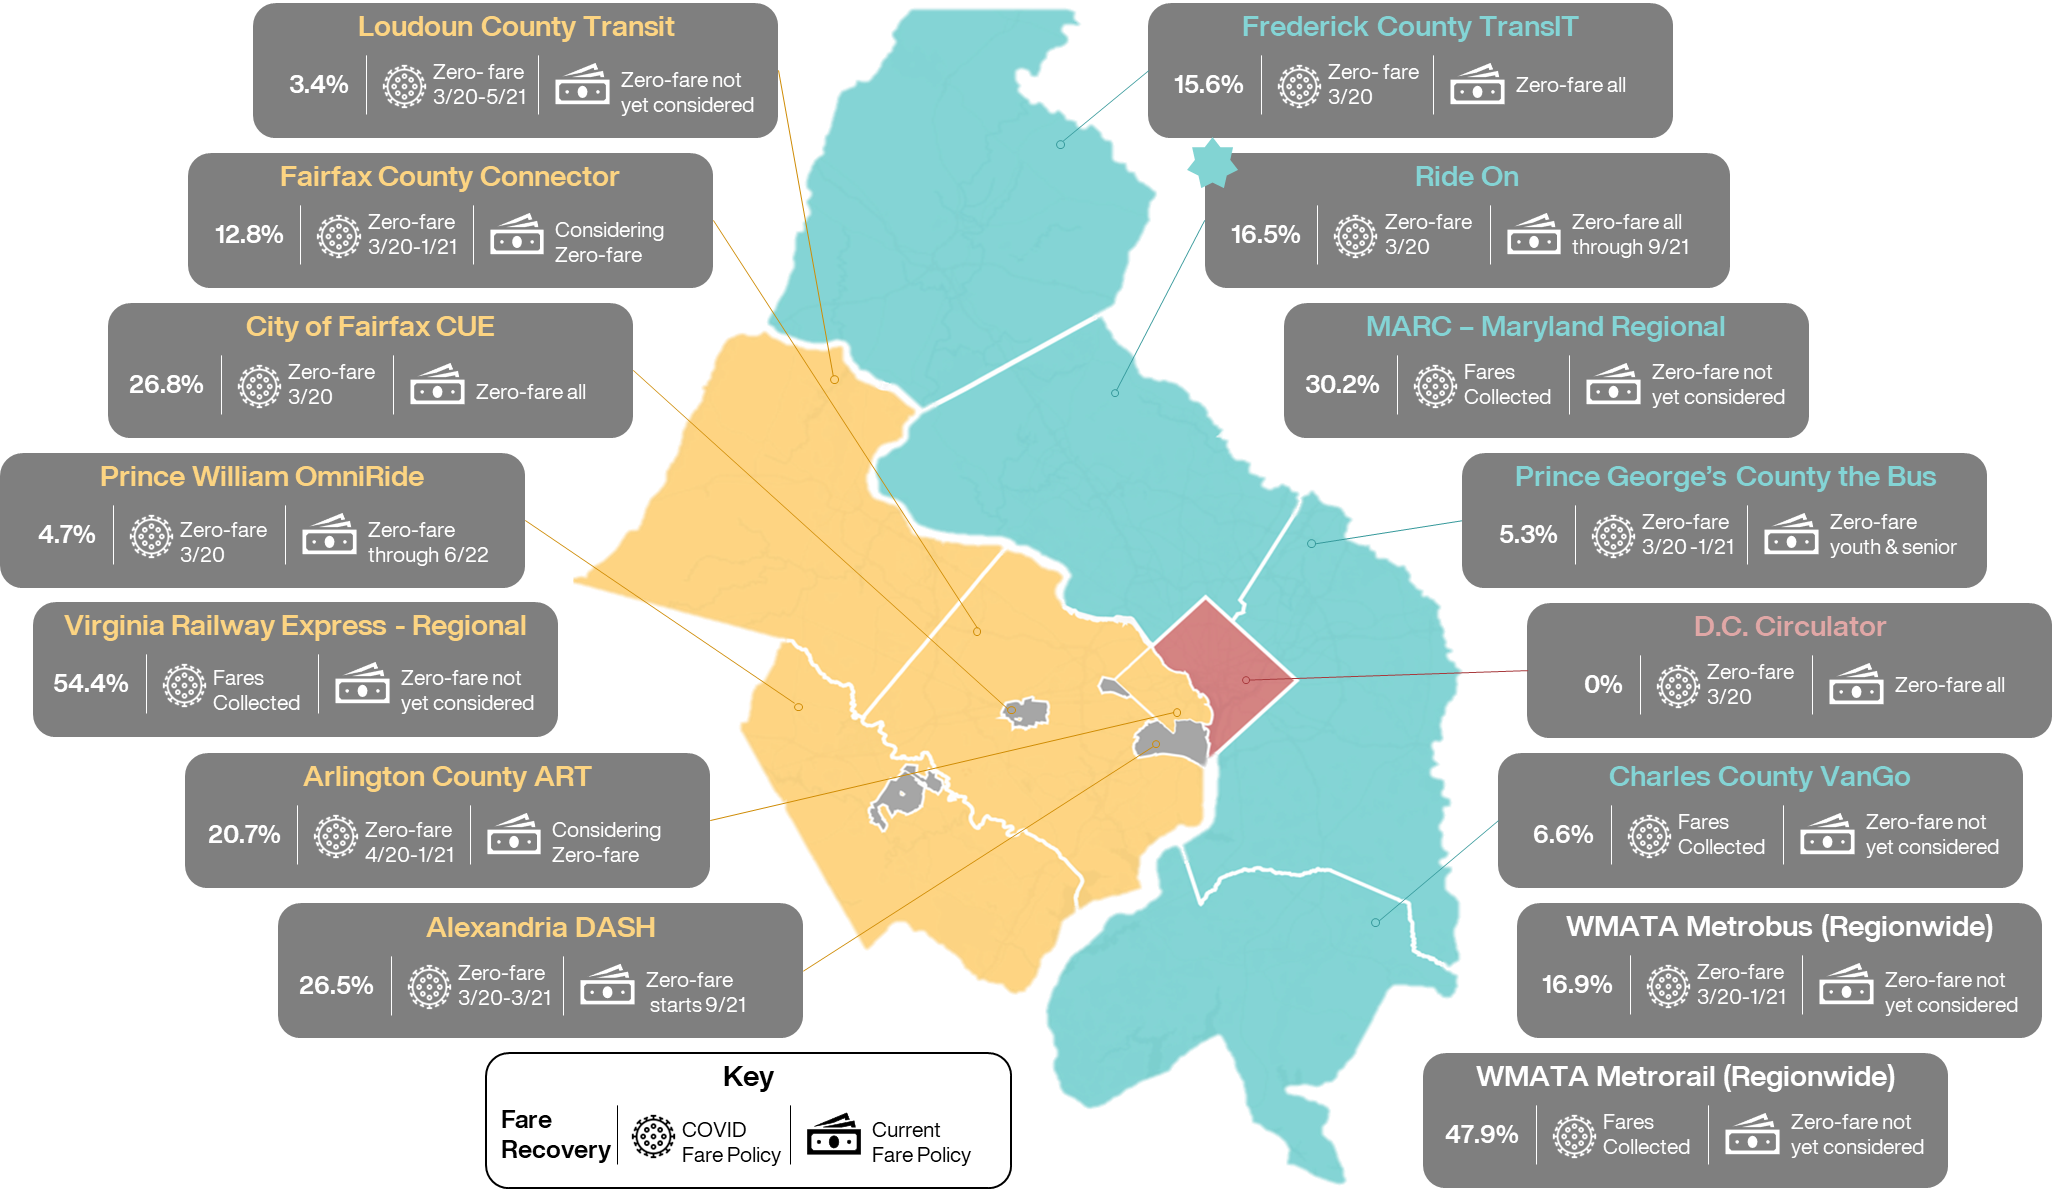 Loudoun County Transit
3.4%
Zero- fare
3/20-5/21
Zero-fare not
yet considered
Fairfax County Connector
12.8%
Zero-fare
3/20-1/21
Considering
Zero-fare
City of Fairfax CUE
26.8%
Zero-fare
3/20
Zero-fare all
Prince William OmniRide
4.7%
Zero-fare
3/20
Zero-fare
through 6/22
Virginia Railway Express - Regional
54.4%
Fares
Collected
Zero-fare not
yet considered
Arlington County ART
20.7%
Zero-fare
4/20-1/21
Considering
Zero-fare
Alexandria DASH
26.5%
Zero-fare
3/20-3/21
Zero-fare
starts 9/21
Key
Fare
Recovery
COVID
Fare Policy
Current
Fare Policy
Frederick County TransIT
15.6%
Zero- fare
3/20
Zero-fare all
Ride On
16.5%
Zero-fare
3/20
Zero-fare all
through 9/21
MARC – Maryland Regional
30.2%
Fares
Collected
Zero-fare not
yet considered
Prince George’s County the Bus
5.3%
Zero-fare
3/20 -1/21
Zero-fare
youth & senior
D.C. Circulator
0%
Zero-fare
3/20
Zero-fare all
Charles County VanGo
6.6%
Fares
Collected
Zero-fare not
yet considered
WMATA Metrobus (Regionwide)
16.9%
Zero-fare
3/20-1/21
Zero-fare not
yet considered
WMATA Metrorail (Regionwide)
47.9%
Fares
Collected
Zero-fare not
yet considered